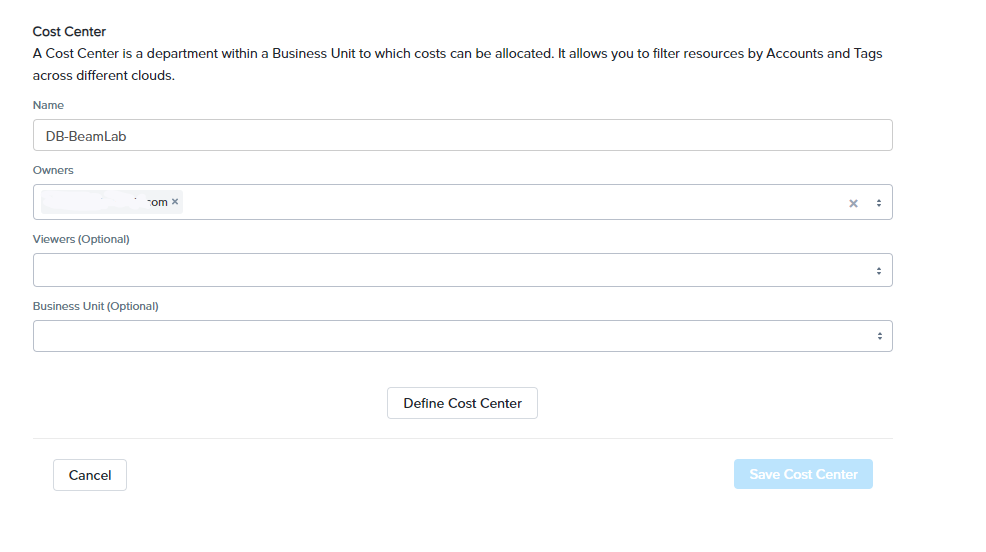 Cost Center
A Cost Center is a department within a Business Unit to which costs can be allocated. It allows you to filter resources by Accounts and Tags
across different clouds.
Name
DB-BeamLab
Owners
com ×
Viewers (Optional)
Business Unit (Optional)
Define Cost Center
Cancel
Save Cost Center